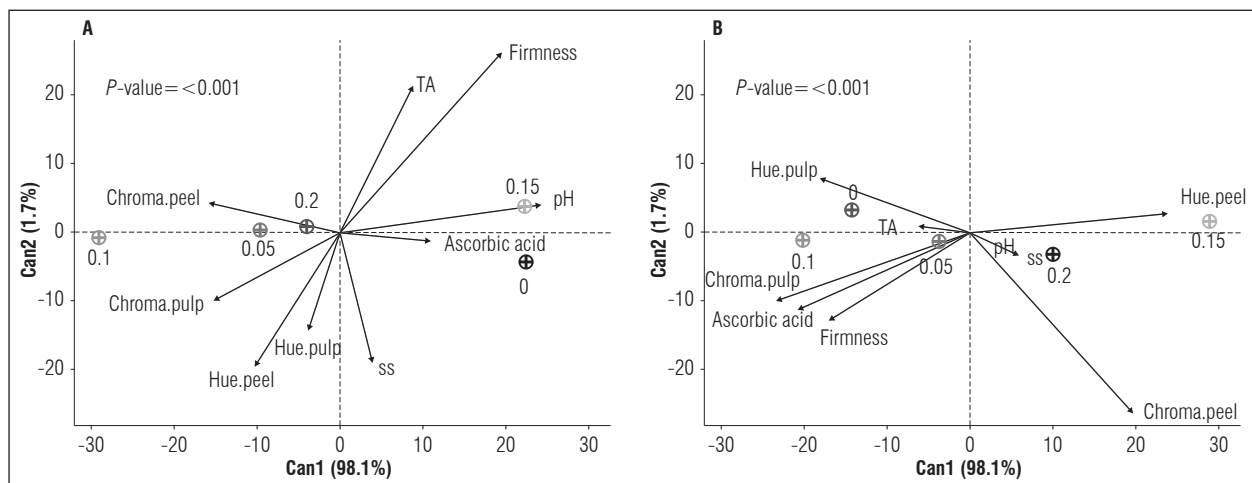 A
P-value=<0.001
Firmness
TA
Chroma.peel
0.2
0.15
pH
0.1
0.05
Ascorbic acid
0
Chroma.pulp
Hue.pulp
Hue.peel
ss
Can2 (1.7%)
20
10
0
-10
-20
-30
-20
-10
0
10
20
30
Can1 (98.1%)
B
P-value=<0.001
Hue.pulp
0
Hue.peel
TA
0.15
0.1
0.05
pH
ss
0.2
Chroma.pulp
Ascorbic acid
Firmness
Chroma.peel
Can2 (1.7%)
20
10
0
-10
-20
-30
-20
-10
0
10
20
30
Can1 (98.1%)